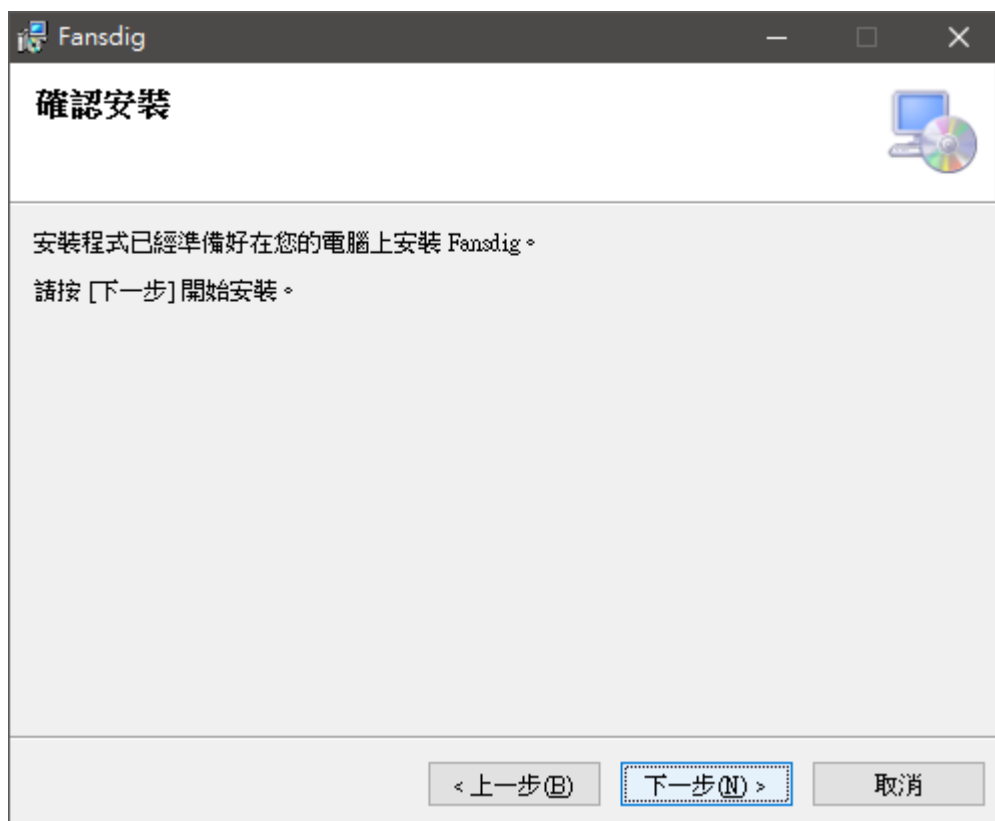 Fansdig
確認安裝
安裝程式已經準備好在您的電腦上安裝 Fansdig。
請按 [下一步] 開始安裝。
< 上一步(B)
下一步(N) >
取消